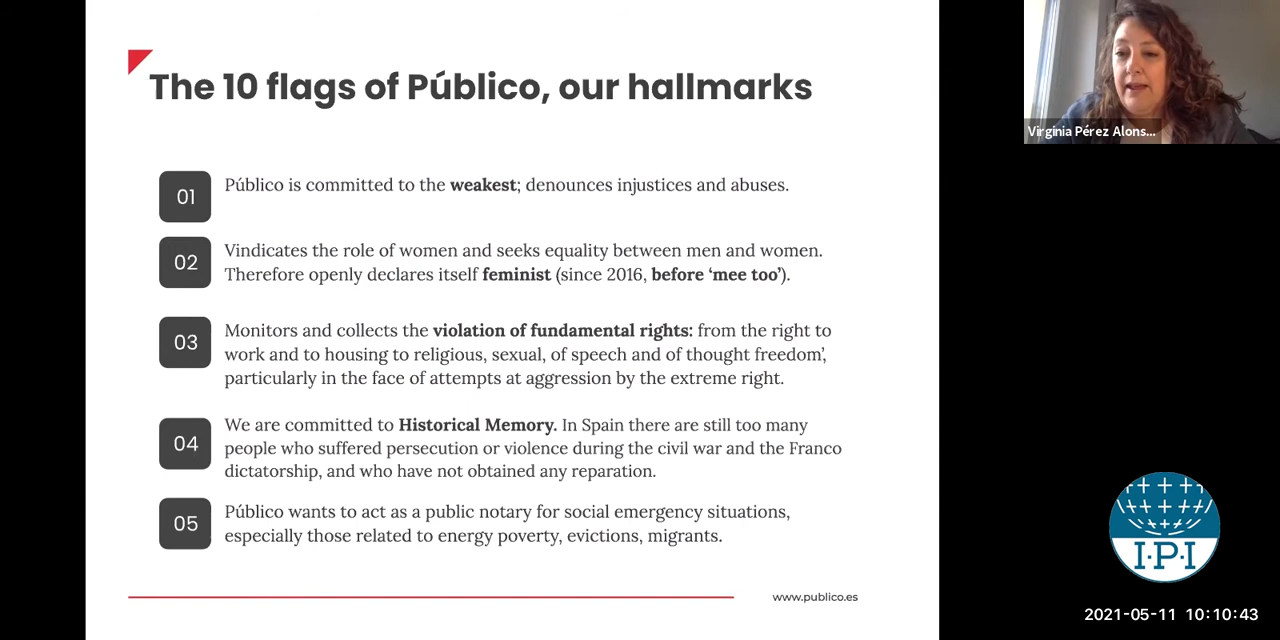 The 10 flags of Público, our hallmarks
01
Público is committed to the weakest; denounces injustices and abuses.
02
Vindicates the role of women and seeks equality between men and women.
Therefore openly declares itself feminist (since 2016, before ‘mee too’).
03
Monitors and collects the violation of fundamental rights: from the right to
work and to housing to religious, sexual, of speech and of thought freedom’,
particularly in the face of attempts at aggression by the extreme right.
04
We are committed to Historical Memory. In Spain there are still too many
people who suffered persecution or violence during the civil war and the Franco
dictatorship, and who have not obtained any reparation.
05
Público wants to act as a public notary for social emergency situations,
especially those related to energy poverty, evictions, migrants.
www.publico.es
Virginia Pérez Alons...
I·P·I
2021-05-11 10:10:43